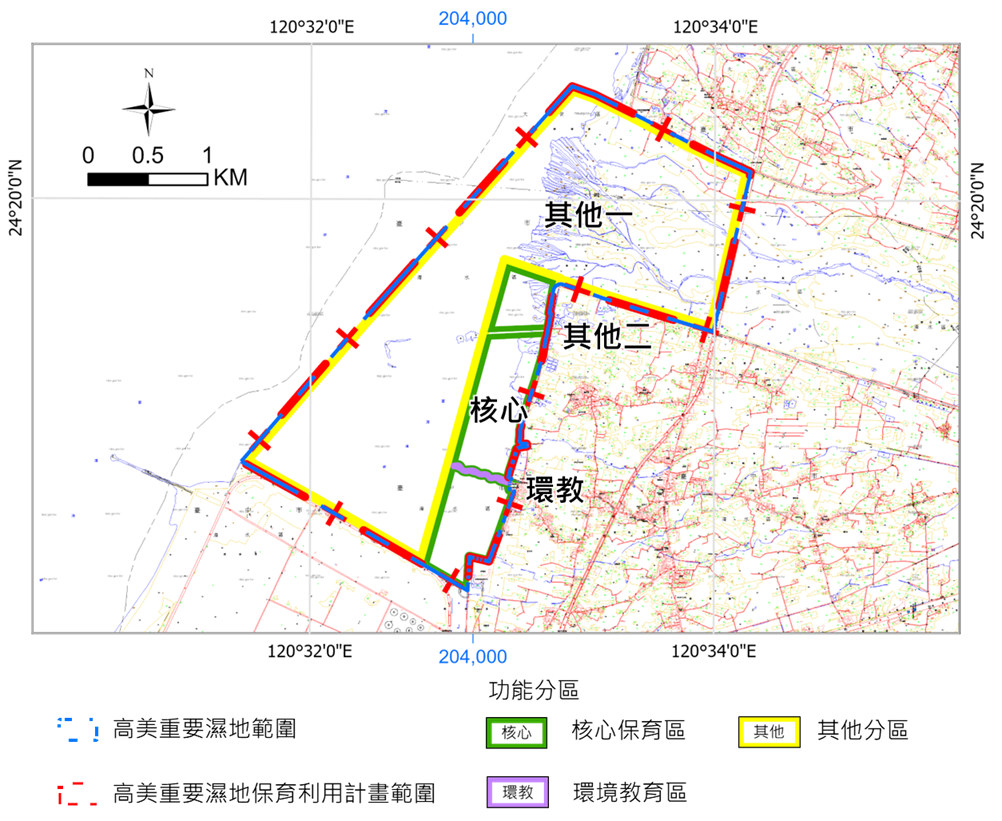 204,000
120°32'0"E
120°34'0"E
N
0 0.5 1
KM
24°20'0"N
24°20'0"N
其他一
其他二
核心
環教
120°32'0"E
204,000
120°34'0"E
功能分區
高美重要濕地範圍
核心
核心保育區
其他
其他分區
高美重要濕地保育利用計畫範圍
環教
環境教育區